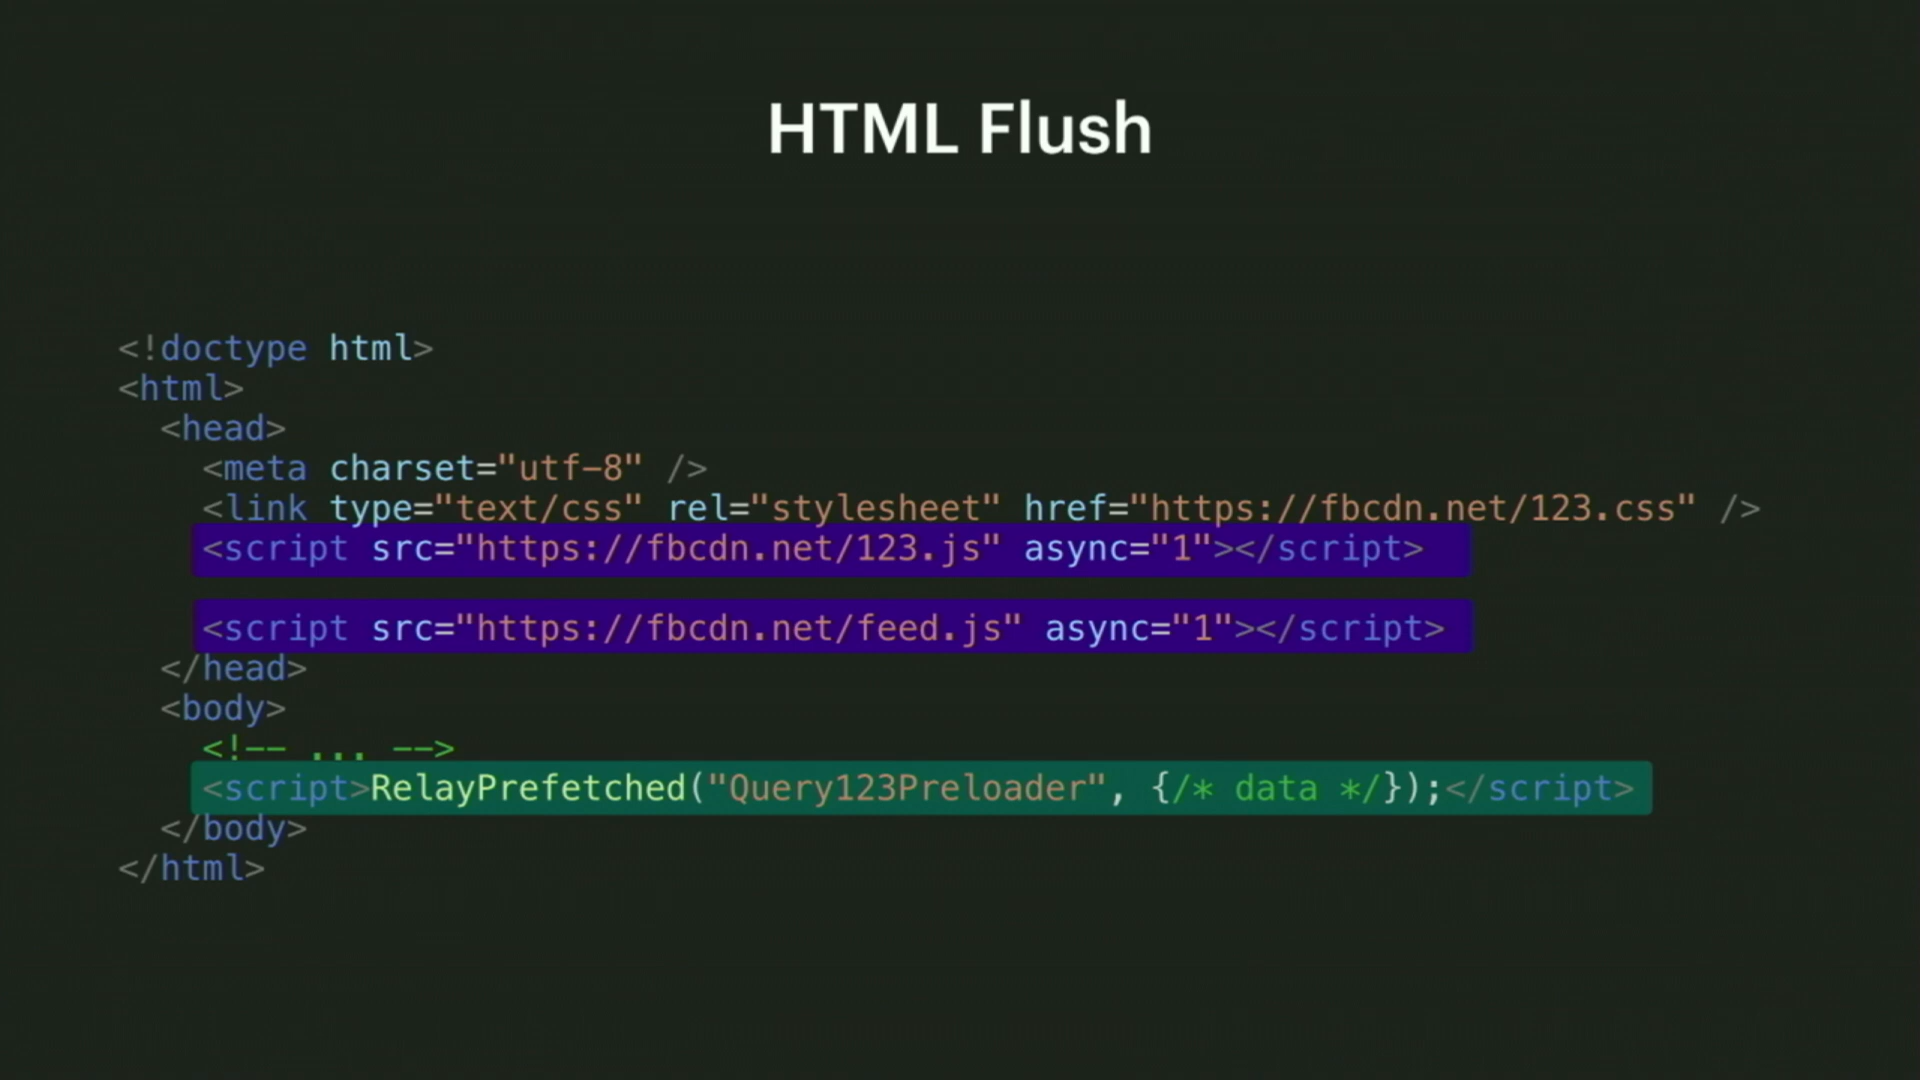 HTML Flush
<!doctype html>
<html>
<head>
<meta charset="utf-8" />
<link type="text/css" rel="stylesheet" href="https://fbcdn.net/123.css" />
<script src="https://fbcdn.net/123.js" async="1"></script>
<script src="https://fbcdn.net/feed.js" async="1"></script>
</head>
<body>
<!-- ... -->
<script>RelayPrefetched("Query123Preloader", {/* data */});</script>
</body>
</html>